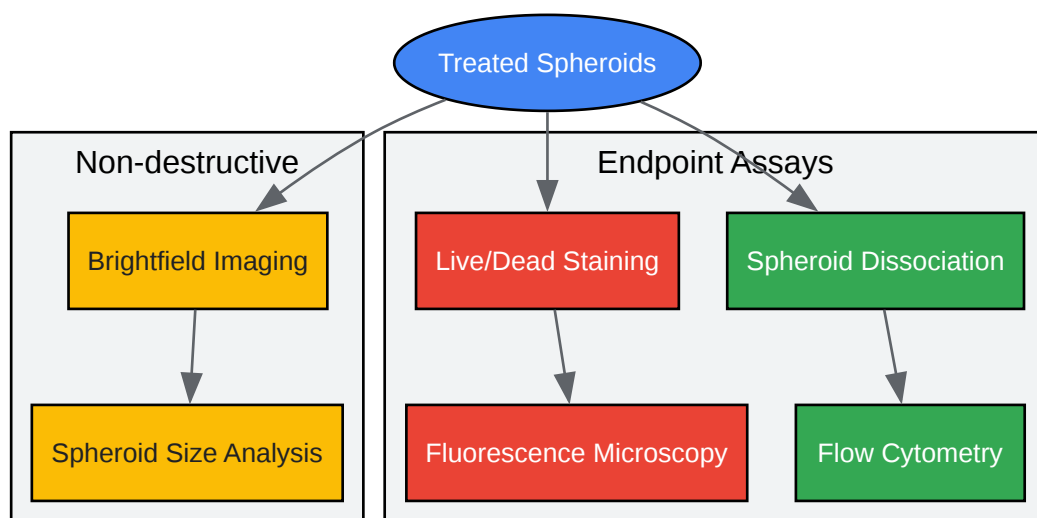 Treated Spheroids
Non-destructive
Endpoint Assays
Brightfield Imaging
Live/Dead Staining
Spheroid Dissociation
Spheroid Size Analysis
Fluorescence Microscopy
Flow Cytometry